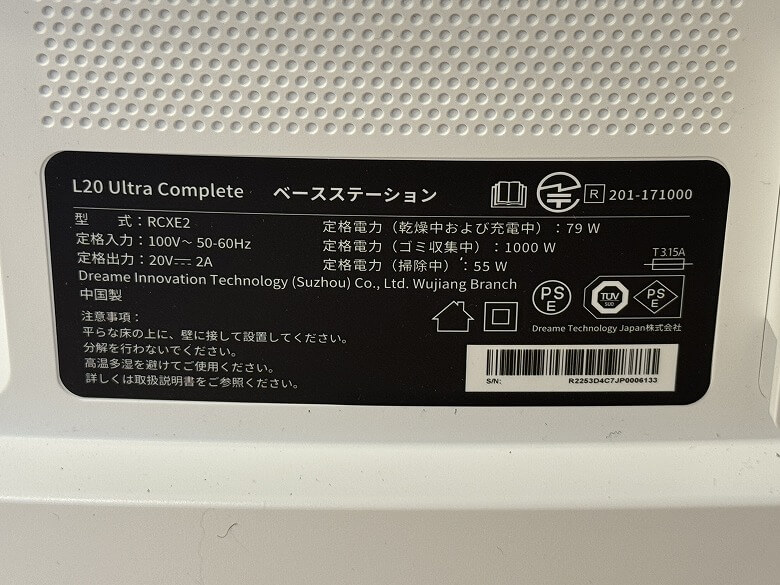 L20 Ultra Complete ベースステーション R 201-171000
型 式：RCXE2
定格入力：100V～ 50-60Hz
定格出力：20V⎓ 2A
定格電力（乾燥中および充電中）：79 W
定格電力（ゴミ収集中）：1000 W
定格電力（掃除中）：55 W
T 3.15A
Dreame Innovation Technology (Suzhou) Co., Ltd. Wujiang Branch
中国製
注意事項：
平らな床の上に、壁に接して設置してください。
分解を行わないでください。
高温多湿を避けてご使用ください。
詳しくは取扱説明書をご参照ください。
PS E
TÜV SÜD
PS E
Dreame Technology Japan株式会社
S/N: R2253D4C7JP0006133